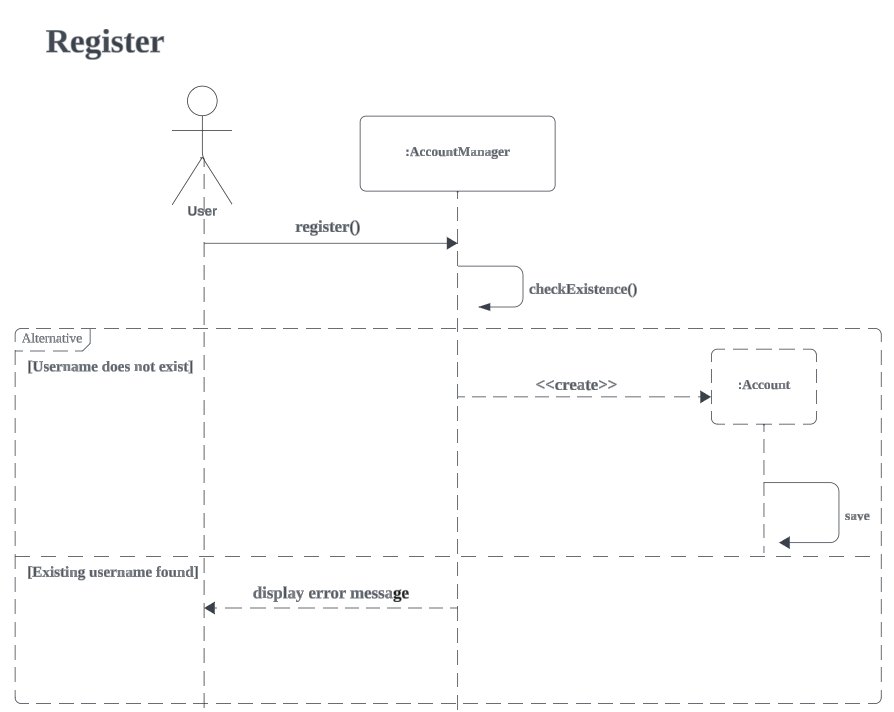 Register
:AccountManager
User
register()
checkExistence()
Alternative
[Username does not exist]
<<create>>
:Account
save
[Existing username found]
display error message